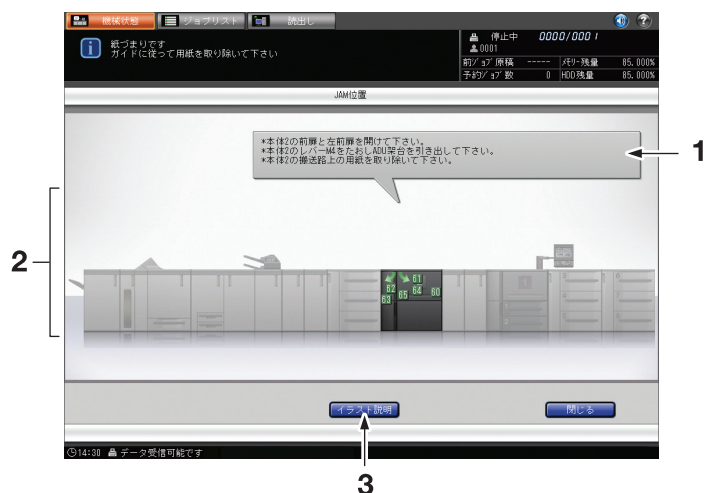 機械状態 ジョブリスト 読出し
紙づまりです
ガイドに従って用紙を取り除いて下さい
停止中 0000/0001
0001
前ジョブ原稿 ----- メモリー残量 85.000%
予約ジョブ数 0 HDD残量 85.000%
JAM位置
*本体2の前扉と左前扉を開けて下さい。
*本体2のレバーM4をたおしADU架台を引き出して下さい。
*本体2の搬送路上の用紙を取り除いて下さい。
1
2
61
62 64 60
63 65
1
イラスト説明 閉じる
14:30 データ受信可能です
3